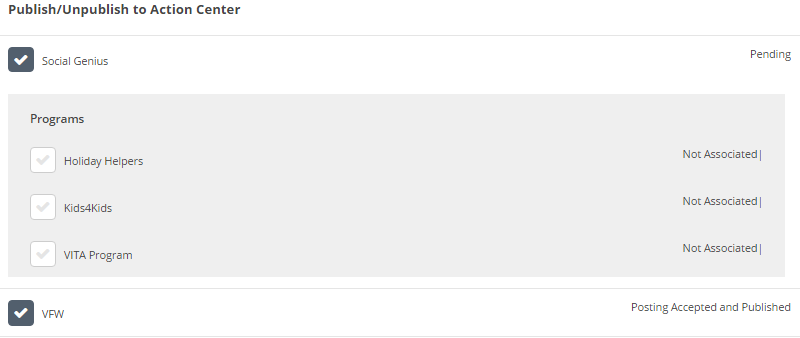 Publish/Unpublish to Action Center
Social Genius
Pending
Programs
Holiday Helpers
Not Associated|
Kids4Kids
Not Associated|
VITA Program
Not Associated|
VFW
Posting Accepted and Published